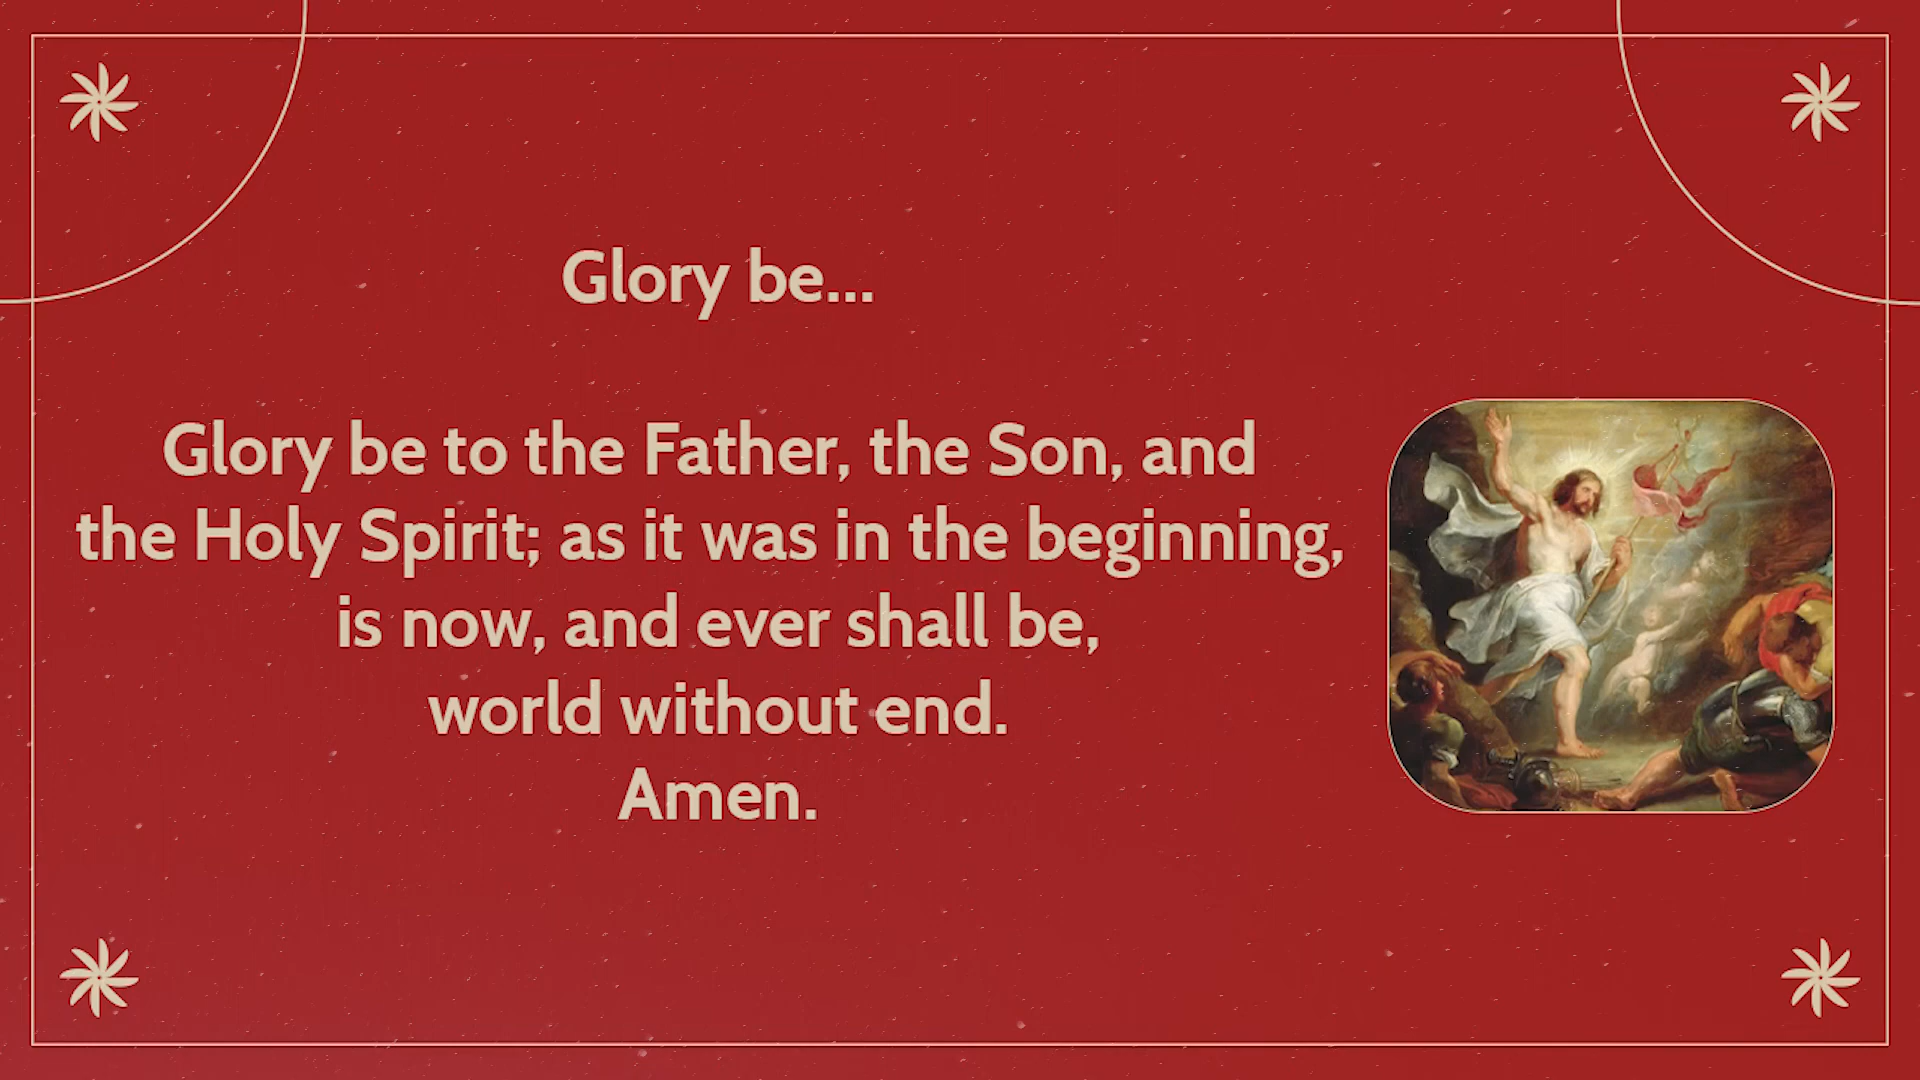 Glory be...
Glory be to the Father, the Son, and
the Holy Spirit; as it was in the beginning,
is now, and ever shall be,
world without end.
Amen.